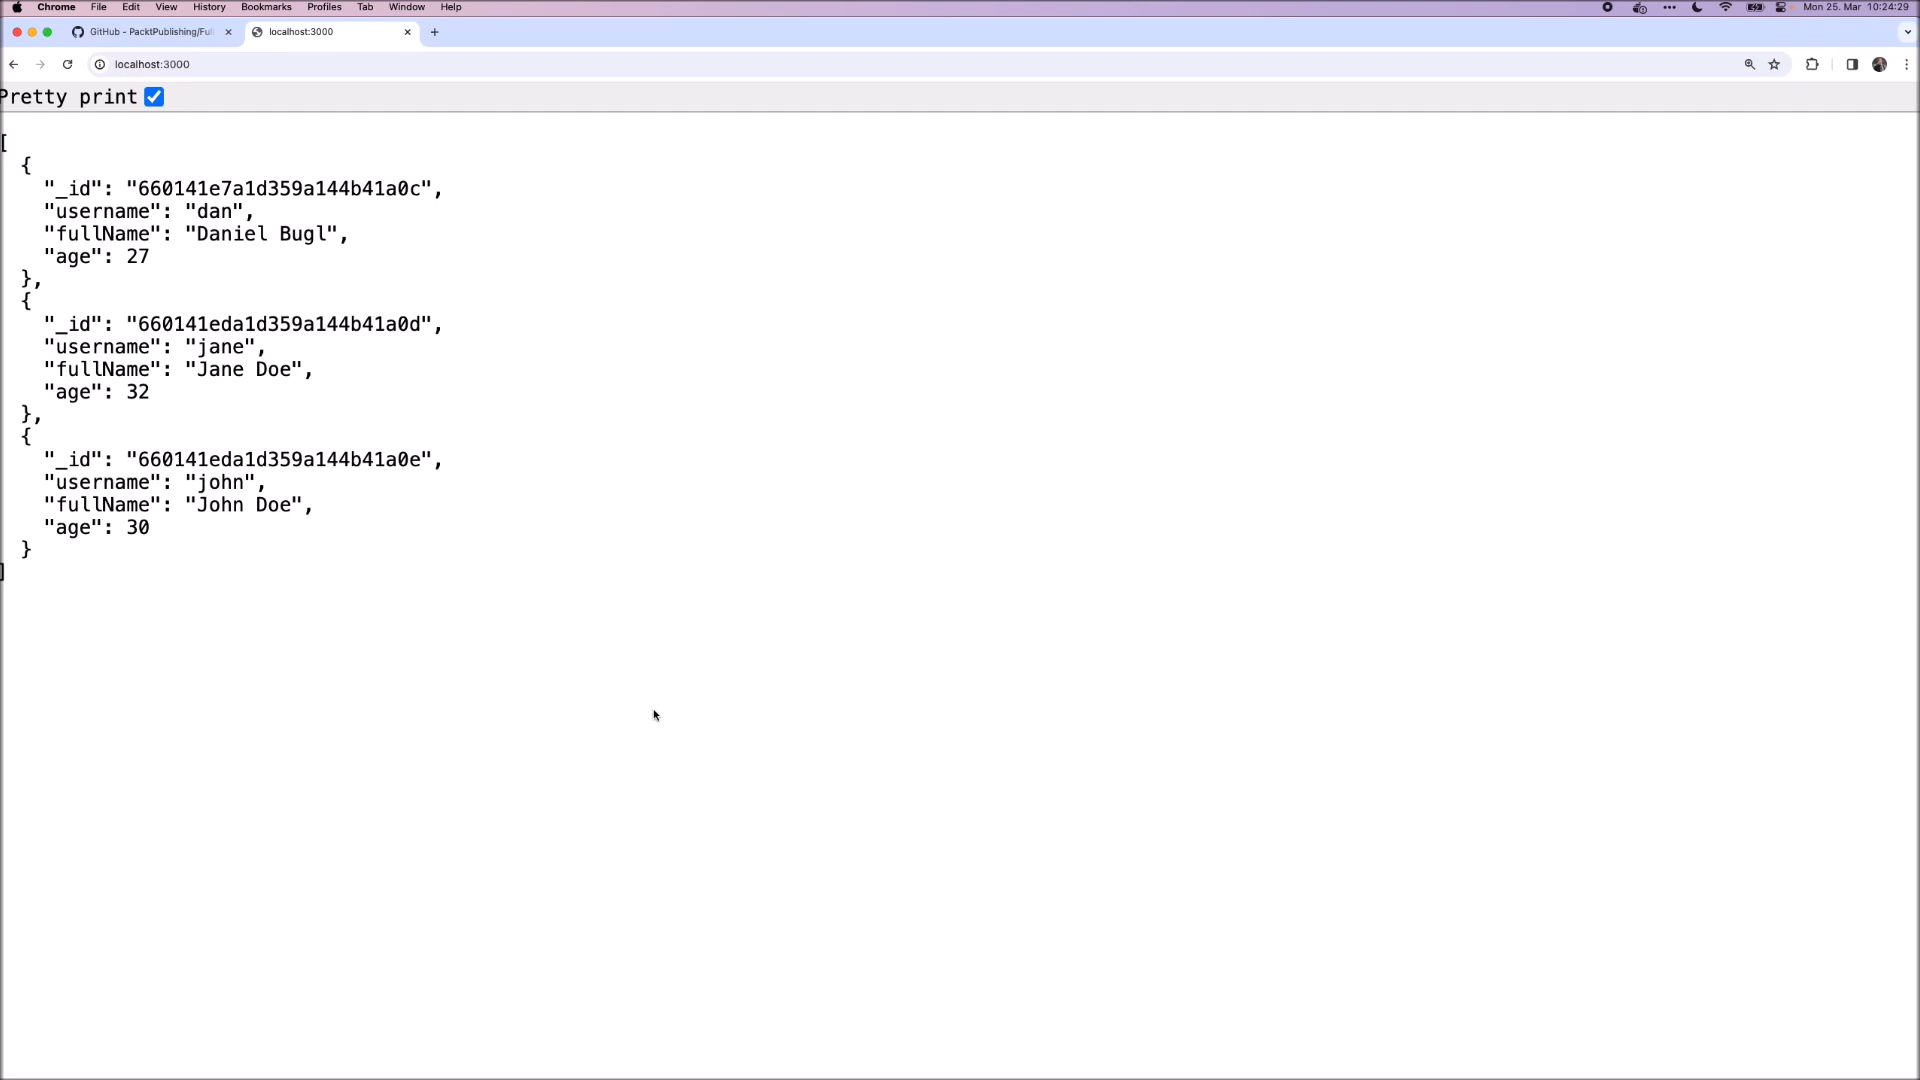 Chrome File Edit View History Bookmarks Profiles Tab Window Help Mon 25. Mar 10:24:29
GitHub - PacktPublishing/Ful localhost:3000
localhost:3000
Pretty print
[
  {
    "_id": "660141e7a1d359a144b41a0c",
    "username": "dan",
    "fullName": "Daniel Bugl",
    "age": 27
  },
  {
    "_id": "660141eda1d359a144b41a0d",
    "username": "jane",
    "fullName": "Jane Doe",
    "age": 32
  },
  {
    "_id": "660141eda1d359a144b41a0e",
    "username": "john",
    "fullName": "John Doe",
    "age": 30
  }
]